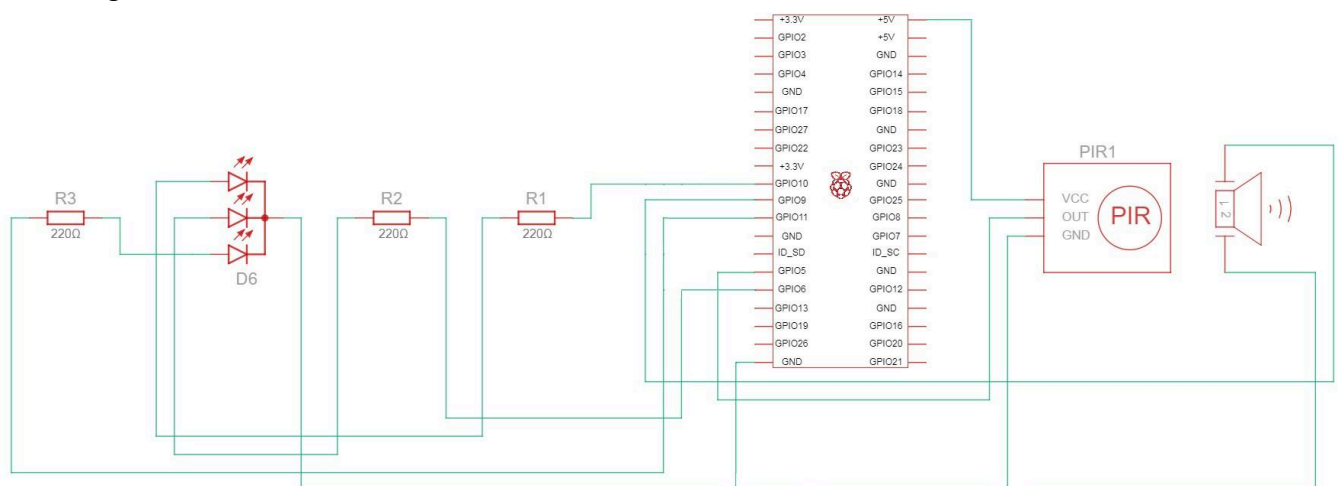 +3.3V +5V
GPIO2 +5V
GPIO3 GND
GPIO4 GPIO14
GND GPIO15
GPIO17 GPIO18
GPIO27 GND
GPIO22 GPIO23
+3.3V GPIO24
GPIO10 GND
GPIO9 GPIO25
GPIO11 GPIO8
GND GPIO7
ID_SD ID_SC
GPIO5 GND
GPIO6 GPIO12
GPIO13 GND
GPIO19 GPIO16
GPIO26 GPIO20
GND GPIO21
R3
220Ω
D6
R2
220Ω
R1
220Ω
PIR1
VCC
OUT
GND
PIR
1 2